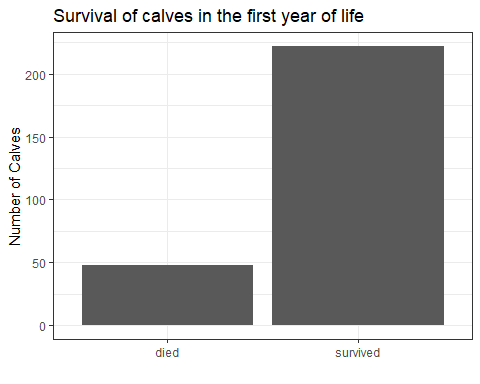 Survival of calves in the first year of life
Number of Calves
200
150
100
50
0
died survived